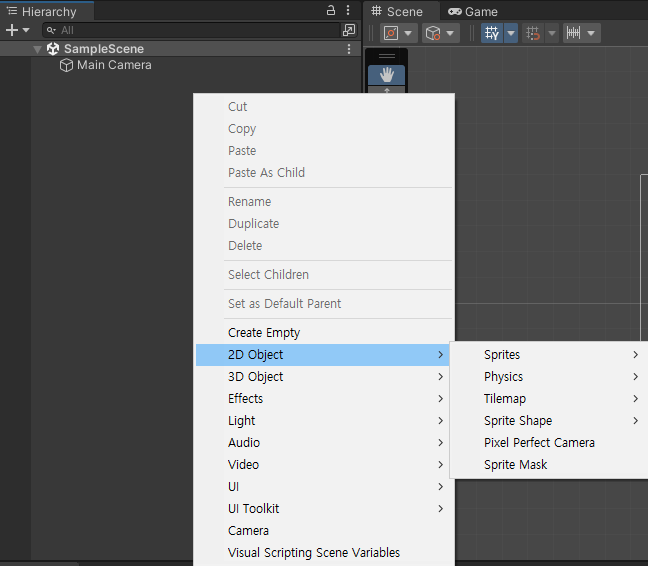 Hierarchy
Scene
Game
All
SampleScene
Main Camera
Cut
Copy
Paste
Paste As Child
Rename
Duplicate
Delete
Select Children
Set as Default Parent
Create Empty
2D Object
3D Object
Effects
Light
Audio
Video
UI
UI Toolkit
Camera
Visual Scripting Scene Variables
Sprites
Physics
Tilemap
Sprite Shape
Pixel Perfect Camera
Sprite Mask